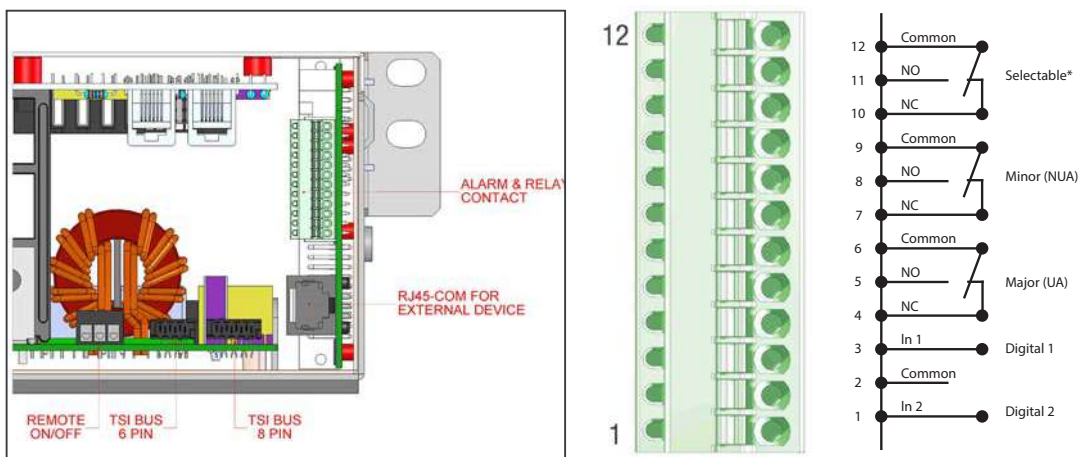 ALARM & RELAY
CONTACT
RJ45-COM FOR
EXTERNAL DEVICE
REMOTE
ON/OFF
TSI BUS
6 PIN
TSI BUS
8 PIN
12
1
12 Common
11 NO Selectable*
10 NC
9 Common
8 NO Minor (NUA)
7 NC
6 Common
5 NO Major (UA)
4 NC
3 In 1 Digital 1
2 Common
1 In 2 Digital 2